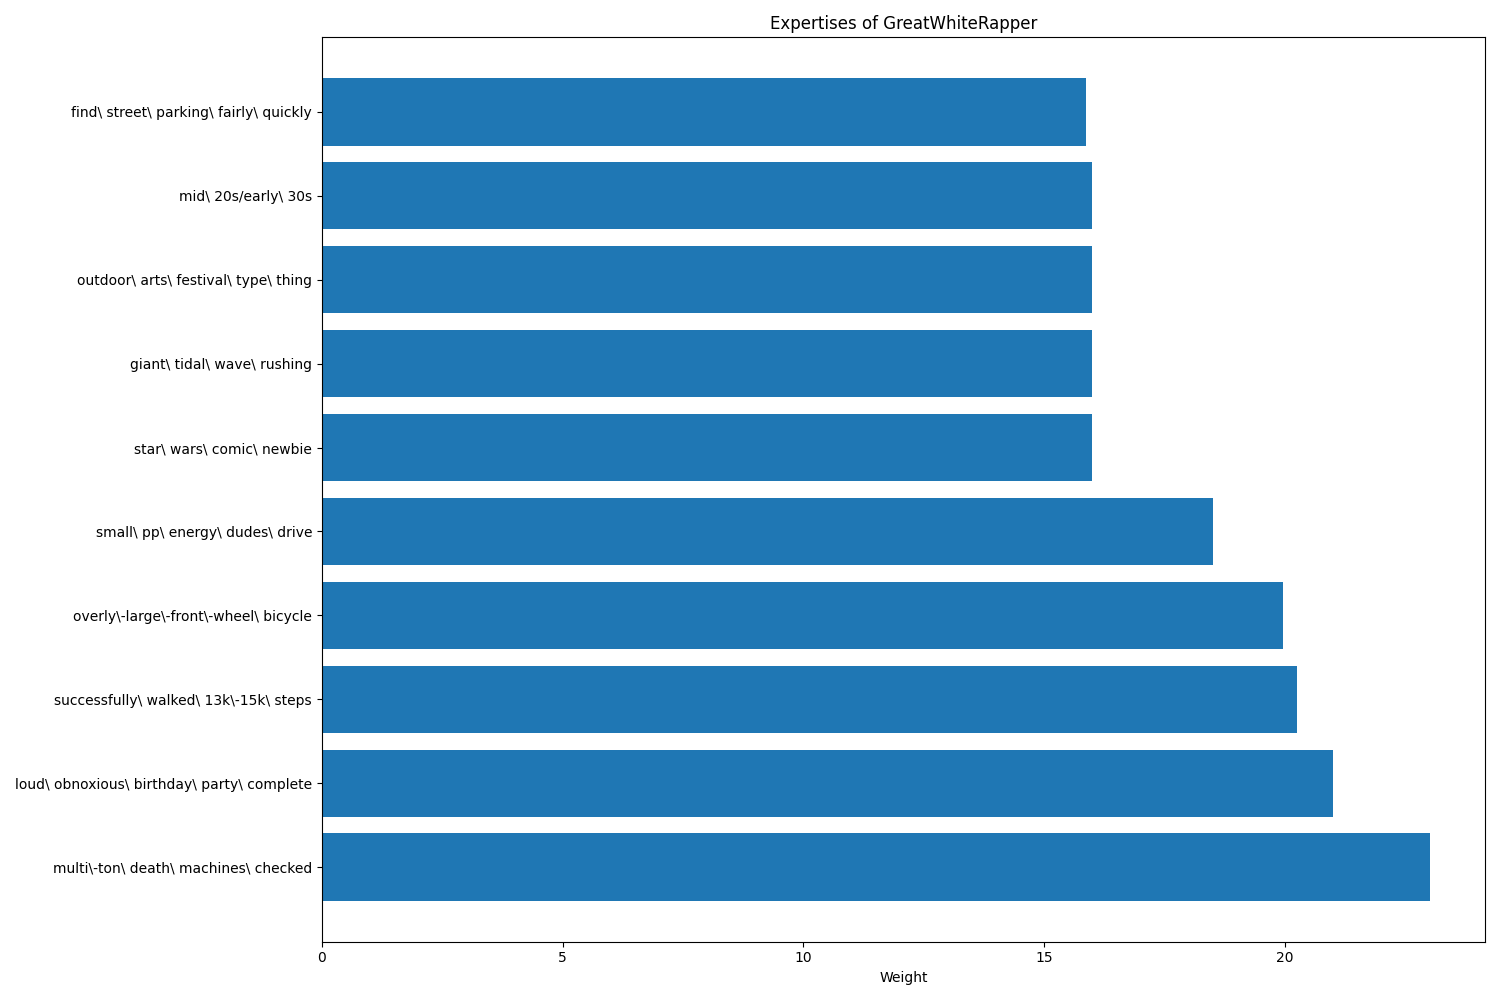 Expertises of GreatWhiteRapper
find\ street\ parking\ fairly\ quickly
mid\ 20s/early\ 30s
outdoor\ arts\ festival\ type\ thing
giant\ tidal\ wave\ rushing
star\ wars\ comic\ newbie
small\ pp\ energy\ dudes\ drive
overly\-large\-front\-wheel\ bicycle
successfully\ walked\ 13k\-15k\ steps
loud\ obnoxious\ birthday\ party\ complete
multi\-ton\ death\ machines\ checked
0 5 10 15 20
Weight